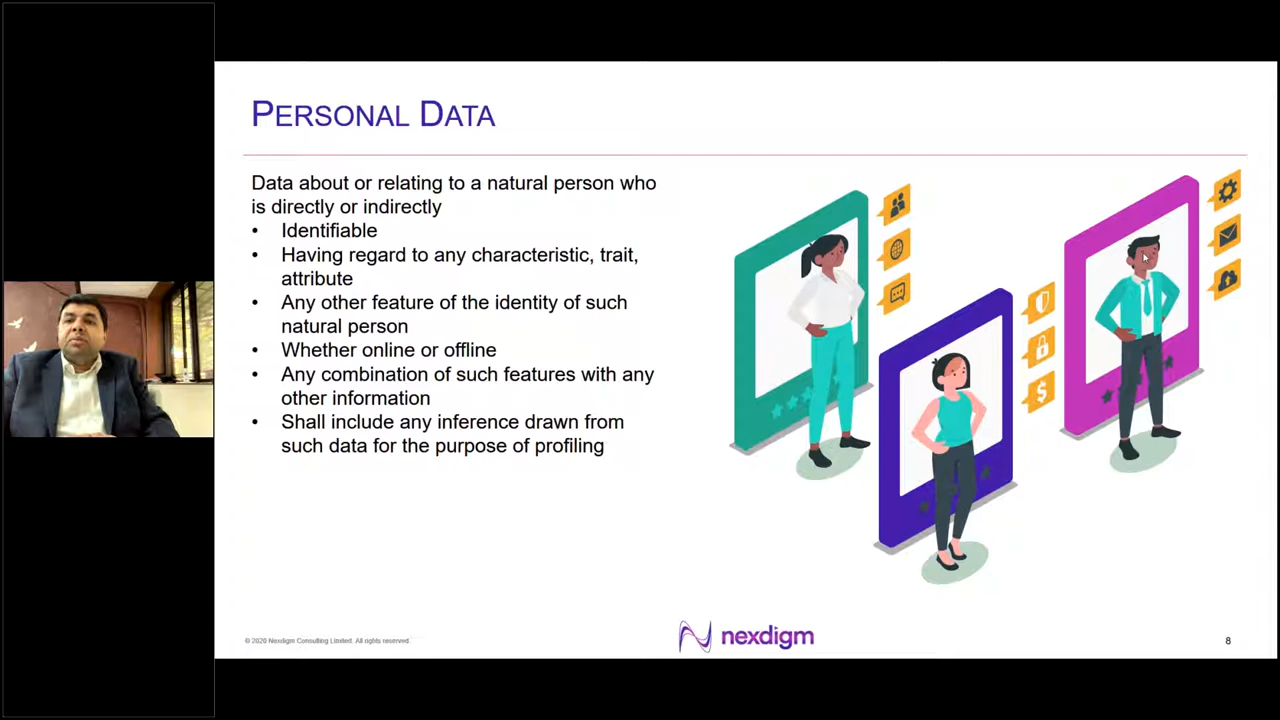 PERSONAL DATA
Data about or relating to a natural person who
is directly or indirectly
• Identifiable
• Having regard to any characteristic, trait,
attribute
• Any other feature of the identity of such
natural person
• Whether online or offline
• Any combination of such features with any
other information
• Shall include any inference drawn from
such data for the purpose of profiling
$
© 2020 Nexdigm Consulting Limited. All rights reserved.
nexdigm
8